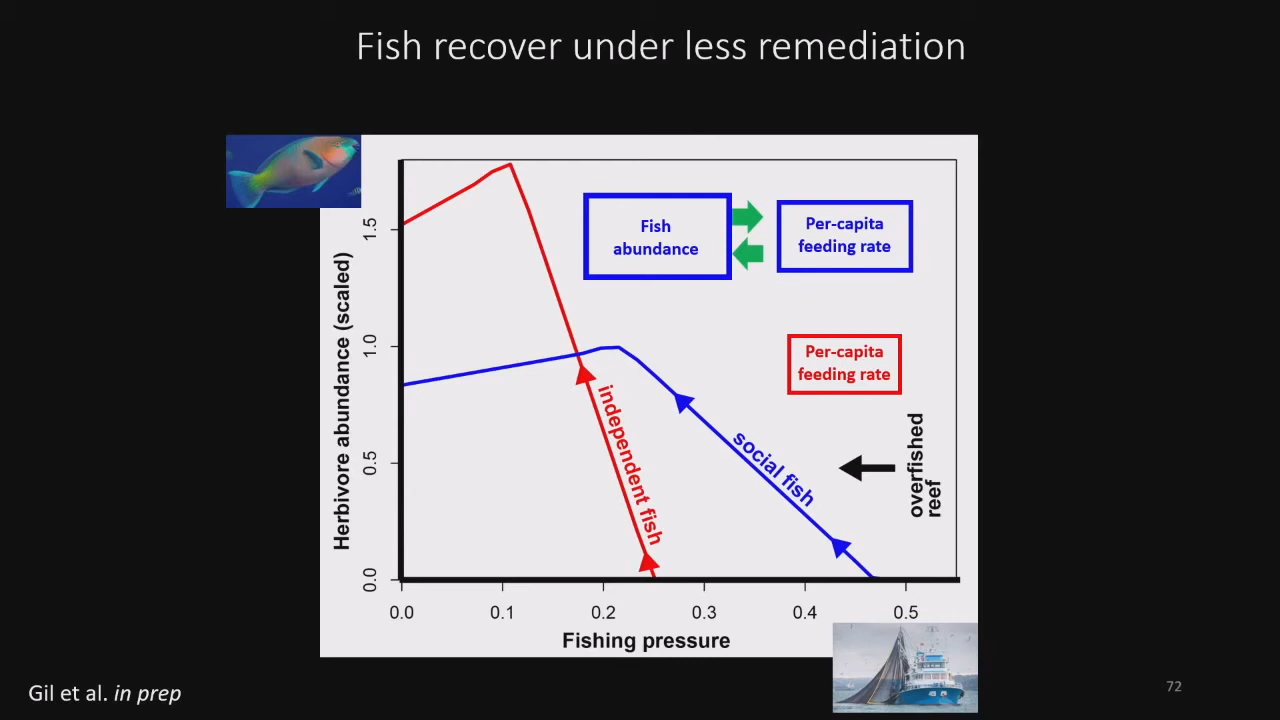 Fish recover under less remediation
Herbivore abundance (scaled)
1.5
1.0
0.5
0.0
Fish
abundance
Per-capita
feeding rate
Per-capita
feeding rate
independent fish
social fish
overfished
reef
0.0 0.1 0.2 0.3 0.4 0.5
Fishing pressure
Gil et al. in prep
72